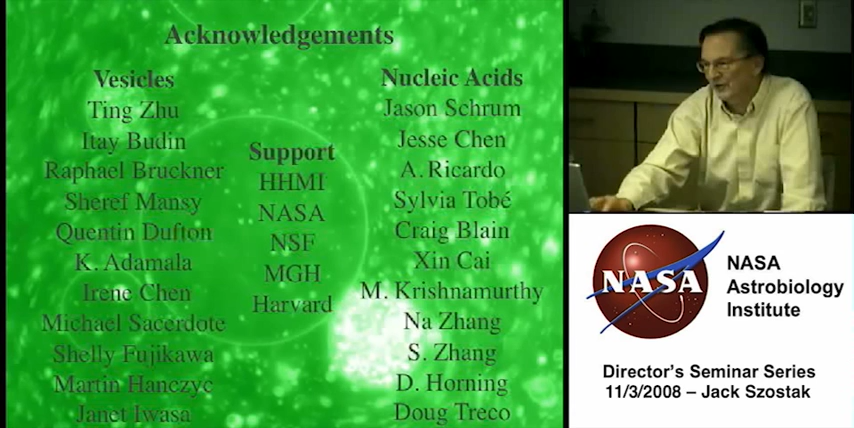 Acknowledgements
Vesicles
Ting Zhu
Itay Budin
Raphael Bruckner
Sheref Mansy
Quentin Dufton
K. Adamala
Irene Chen
Michael Sacerdote
Shelly Fujikawa
Martin Hanczyc
Janet Iwasa
Support
HHMI
NASA
NSF
MGH
Harvard
Nucleic Acids
Jason Schrum
Jesse Chen
A. Ricardo
Sylvia Tobé
Craig Blain
Xin Cai
M. Krishnamurthy
Na Zhang
S. Zhang
D. Horning
Doug Treco
NASA
NASA
Astrobiology
Institute
Director's Seminar Series
11/3/2008 – Jack Szostak